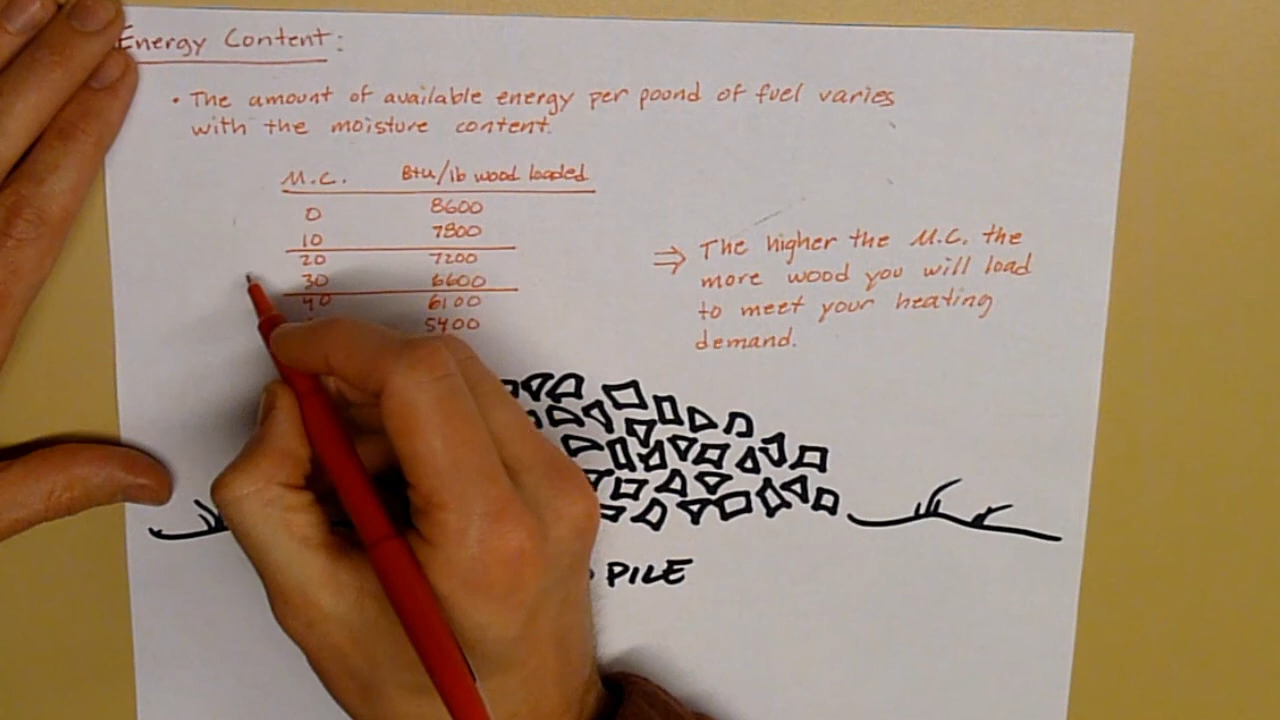 Energy Content:
• The amount of available energy per pound of fuel varies
with the moisture content.
M.C. Btu/lb wood loaded
0 8600
10 7800
20 7200
30 6600
40 6100
5400
⇒ The higher the M.C. the
more wood you will load
to meet your heating
demand.
PILE